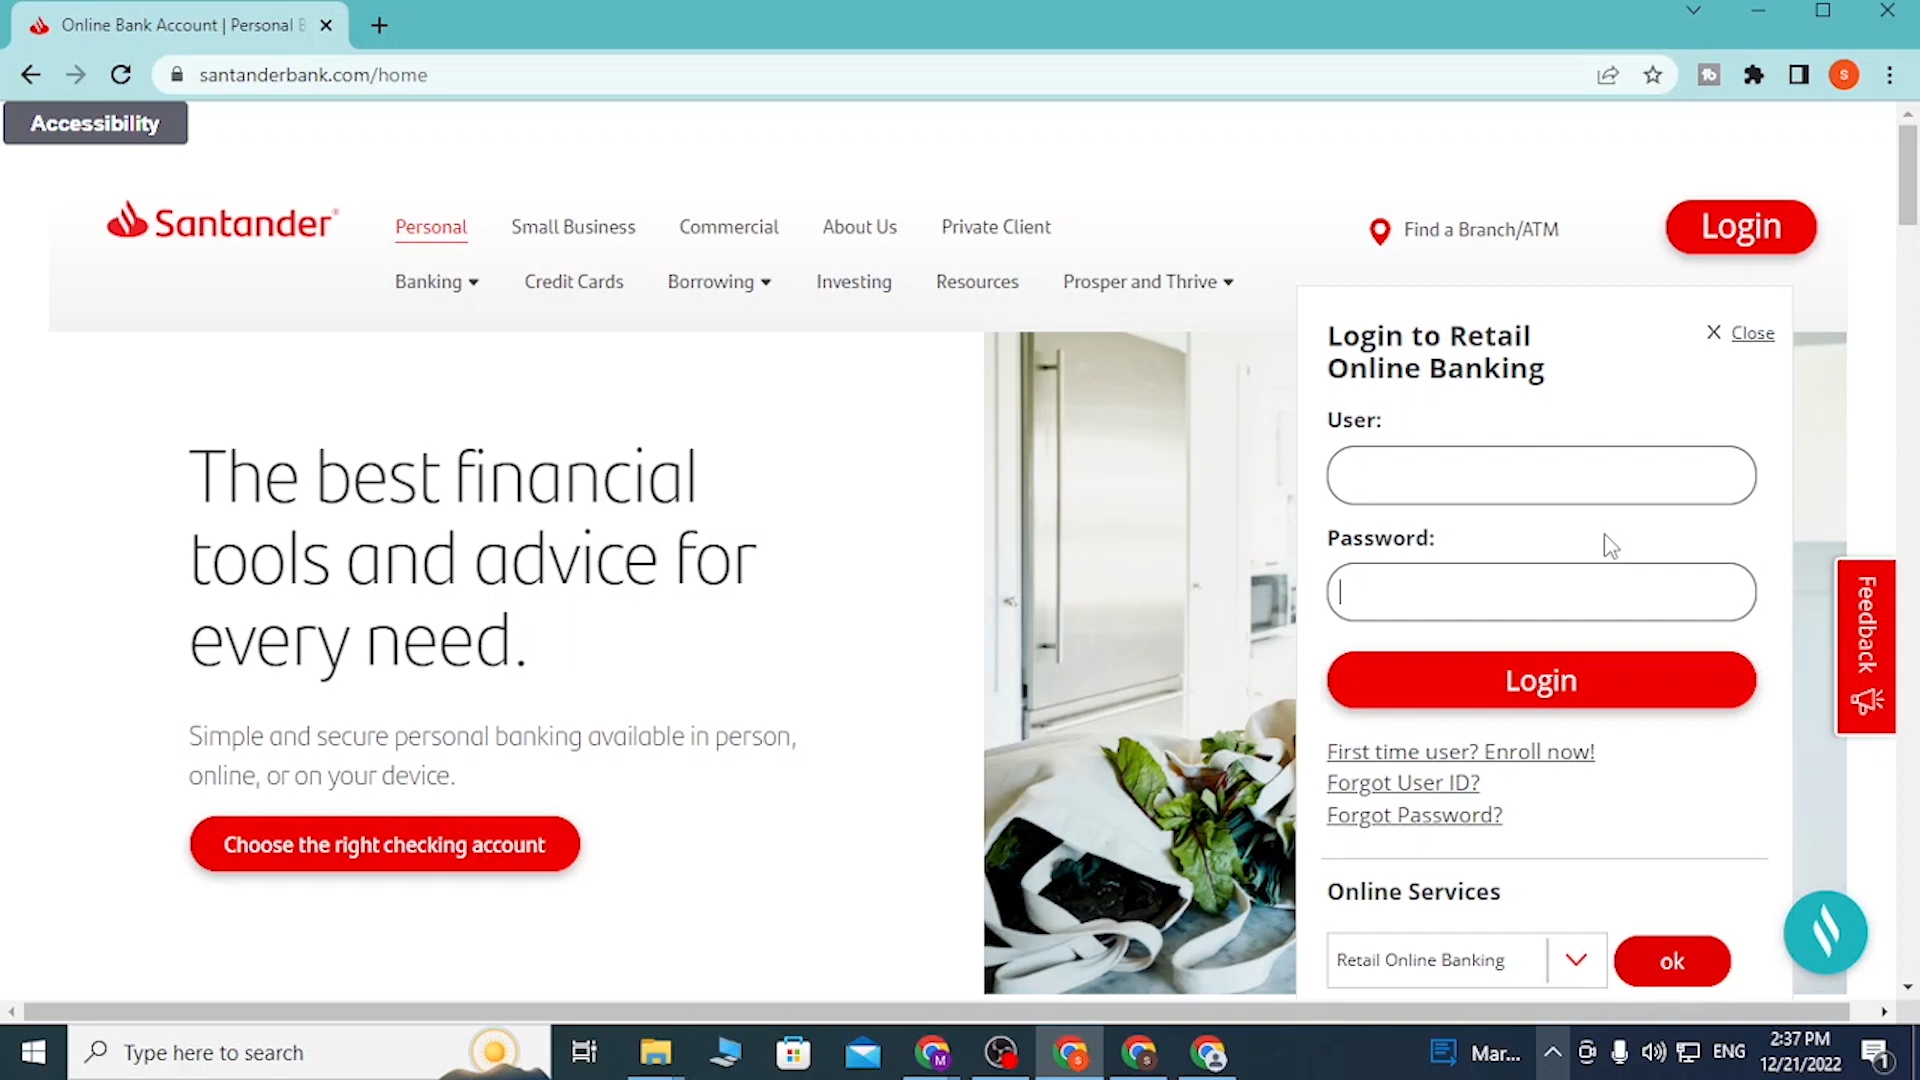 Online Bank Account | Personal B
santanderbank.com/home
S
Accessibility
Santander
Personal
Small Business
Commercial
About Us
Private Client
Find a Branch/ATM
Login
Banking
Credit Cards
Borrowing
Investing
Resources
Prosper and Thrive
Login to Retail
Online Banking
X Close
User:
Password:
Login
First time user? Enroll now!
Forgot User ID?
Forgot Password?
Online Services
Retail Online Banking
ok
The best financial
tools and advice for
every need.
Simple and secure personal banking available in person,
online, or on your device.
Choose the right checking account
Feedback
Type here to search
M
S
S
Mar...
ENG
2:37 PM
12/21/2022
1